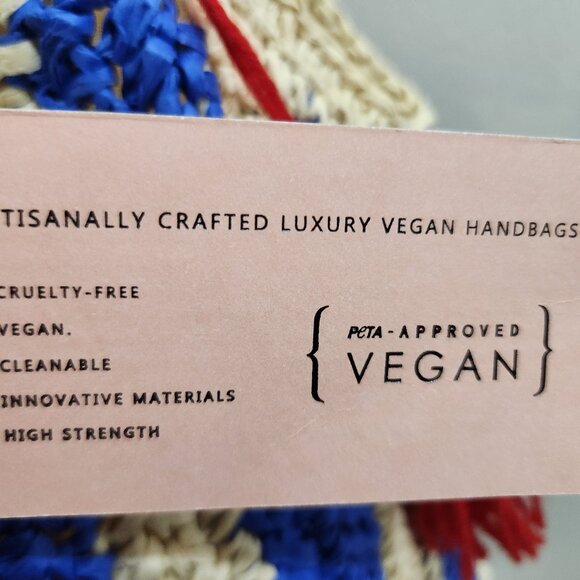 TISANALLY CRAFTED LUXURY VEGAN HANDBAGS
CRUELTY-FREE
VEGAN.
CLEANABLE
INNOVATIVE MATERIALS
HIGH STRENGTH
{ PeTA-APPROVED
VEGAN }